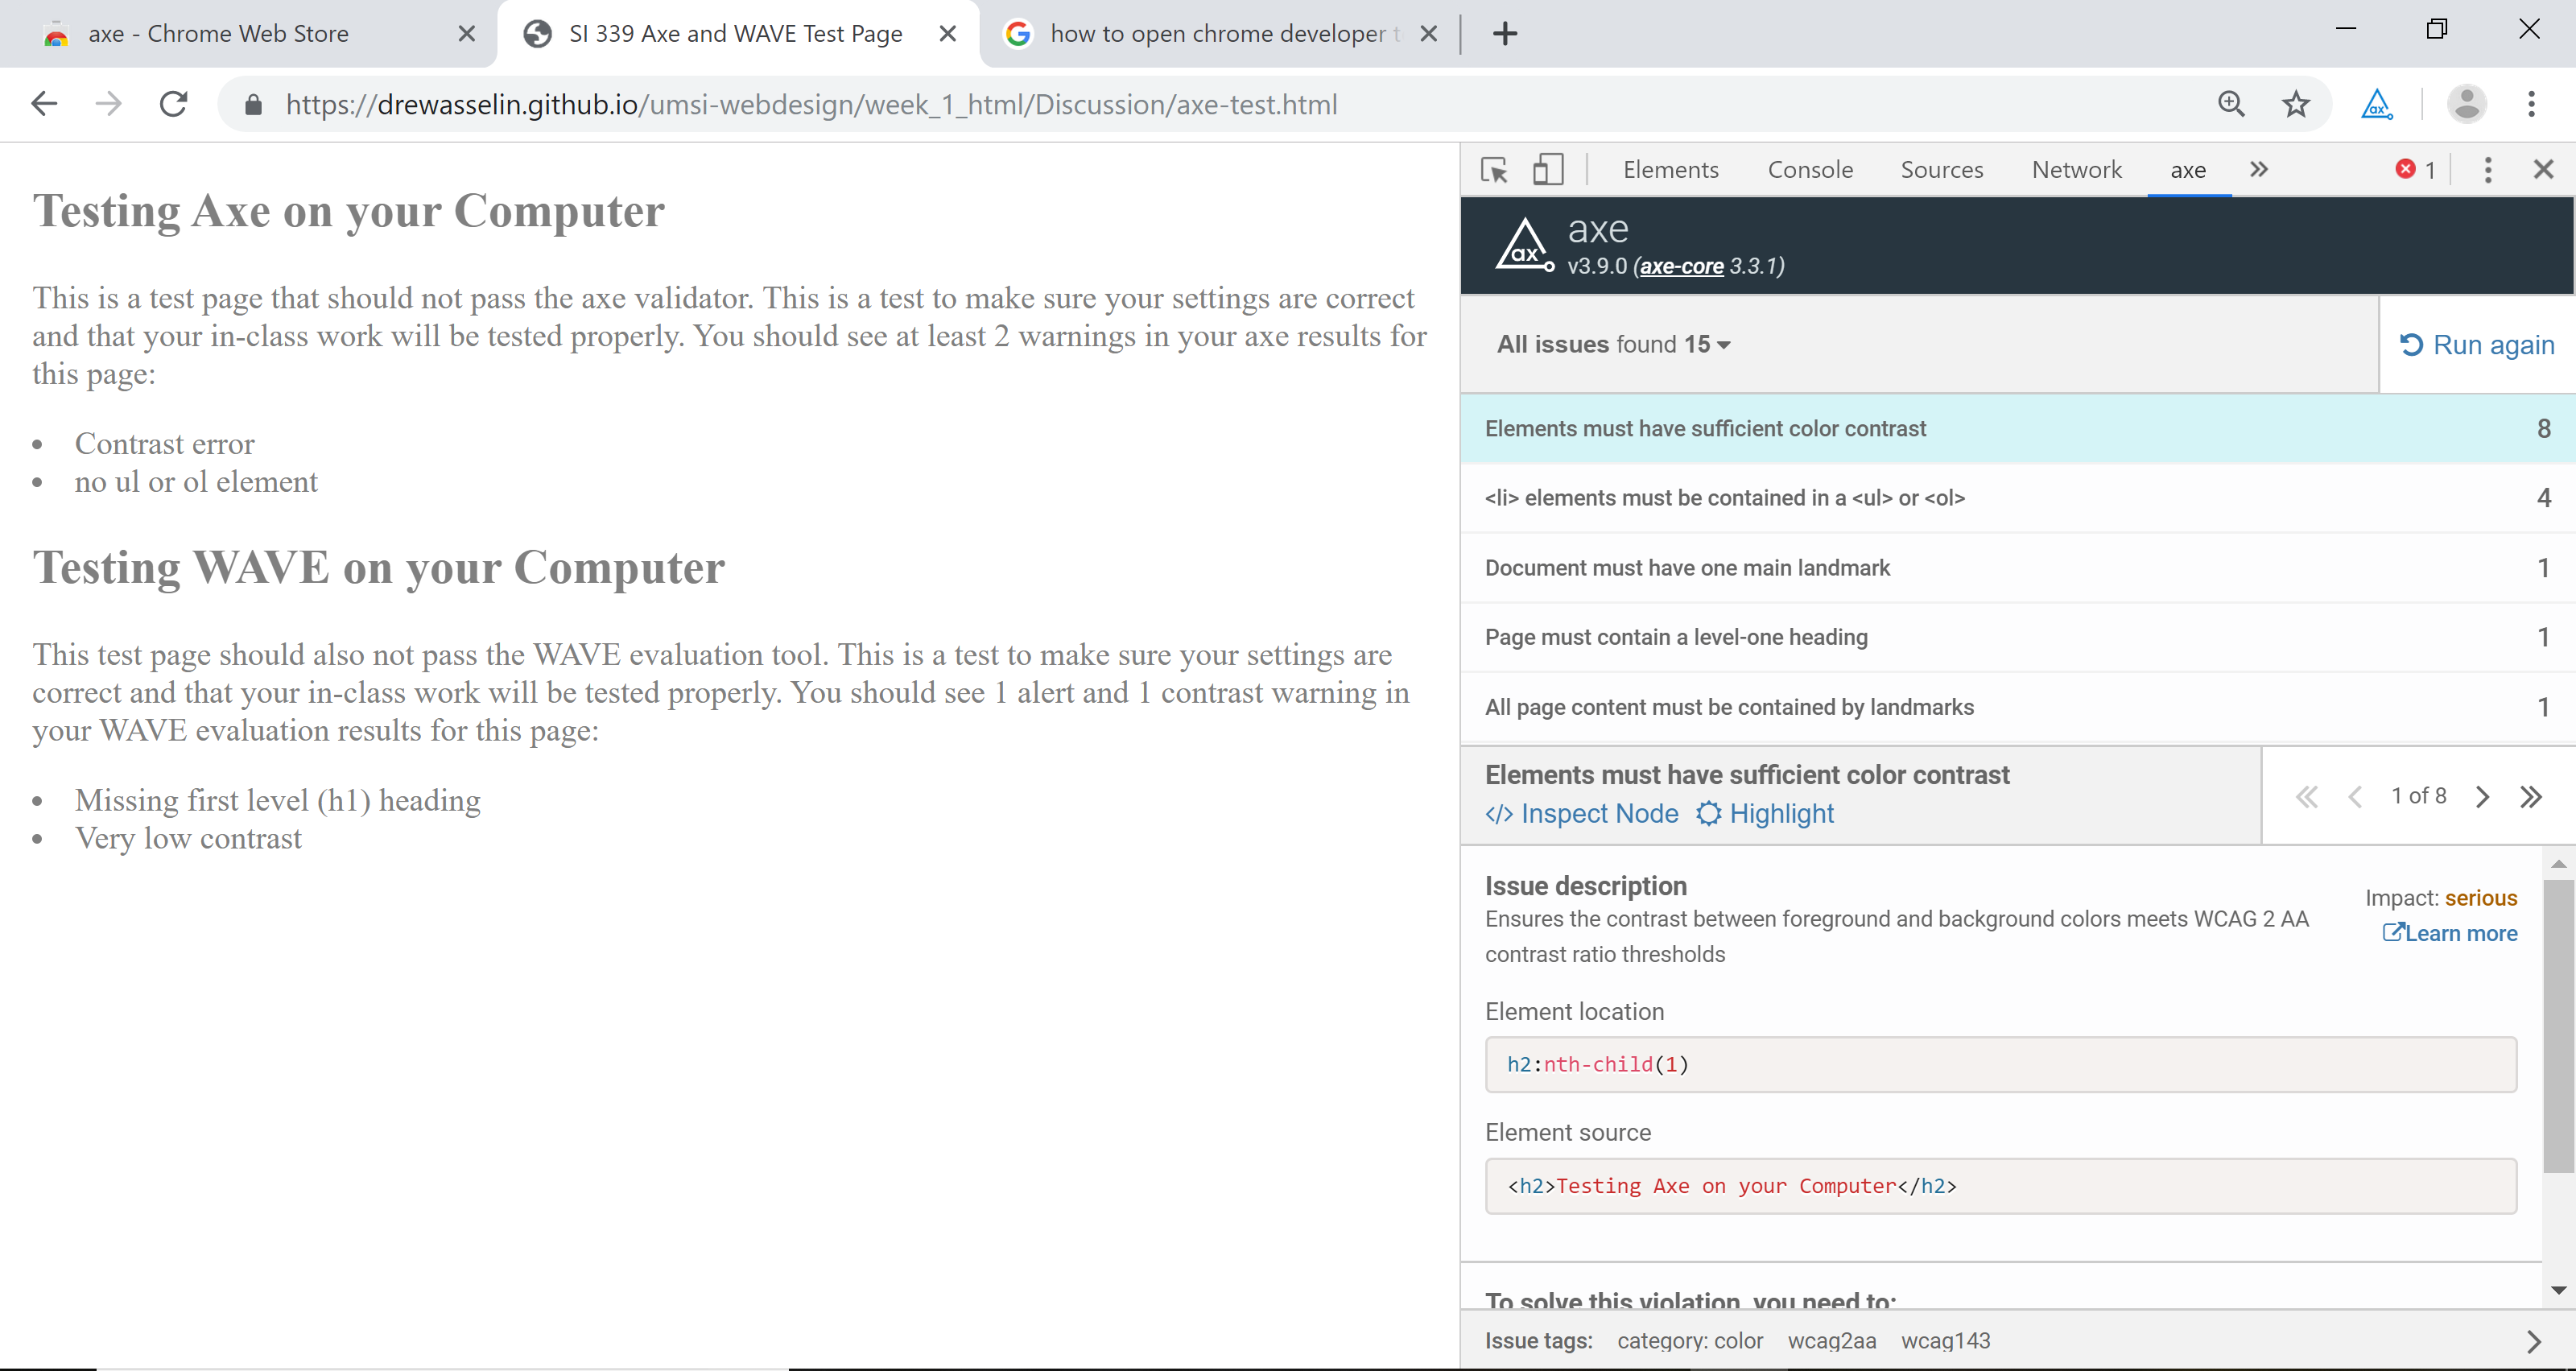 axe - Chrome Web Store
SI 339 Axe and WAVE Test Page
how to open chrome developer t
https://drewasselin.github.io/umsi-webdesign/week_1_html/Discussion/axe-test.html
ax
Testing Axe on your Computer
This is a test page that should not pass the axe validator. This is a test to make sure your settings are correct
and that your in-class work will be tested properly. You should see at least 2 warnings in your axe results for
this page:
• Contrast error
• no ul or ol element
Testing WAVE on your Computer
This test page should also not pass the WAVE evaluation tool. This is a test to make sure your settings are
correct and that your in-class work will be tested properly. You should see 1 alert and 1 contrast warning in
your WAVE evaluation results for this page:
• Missing first level (h1) heading
• Very low contrast
Elements Console Sources Network axe » 1
ax
axe
v3.9.0 (axe-core 3.3.1)
All issues found 15
Run again
Elements must have sufficient color contrast 8
<li> elements must be contained in a <ul> or <ol> 4
Document must have one main landmark 1
Page must contain a level-one heading 1
All page content must be contained by landmarks 1
Elements must have sufficient color contrast
</> Inspect Node Highlight
1 of 8
Issue description
Impact: serious
Ensures the contrast between foreground and background colors meets WCAG 2 AA
contrast ratio thresholds
Learn more
Element location
h2:nth-child(1)
Element source
<h2>Testing Axe on your Computer</h2>
To solve this violation, you need to:
Issue tags: category: color wcag2aa wcag143